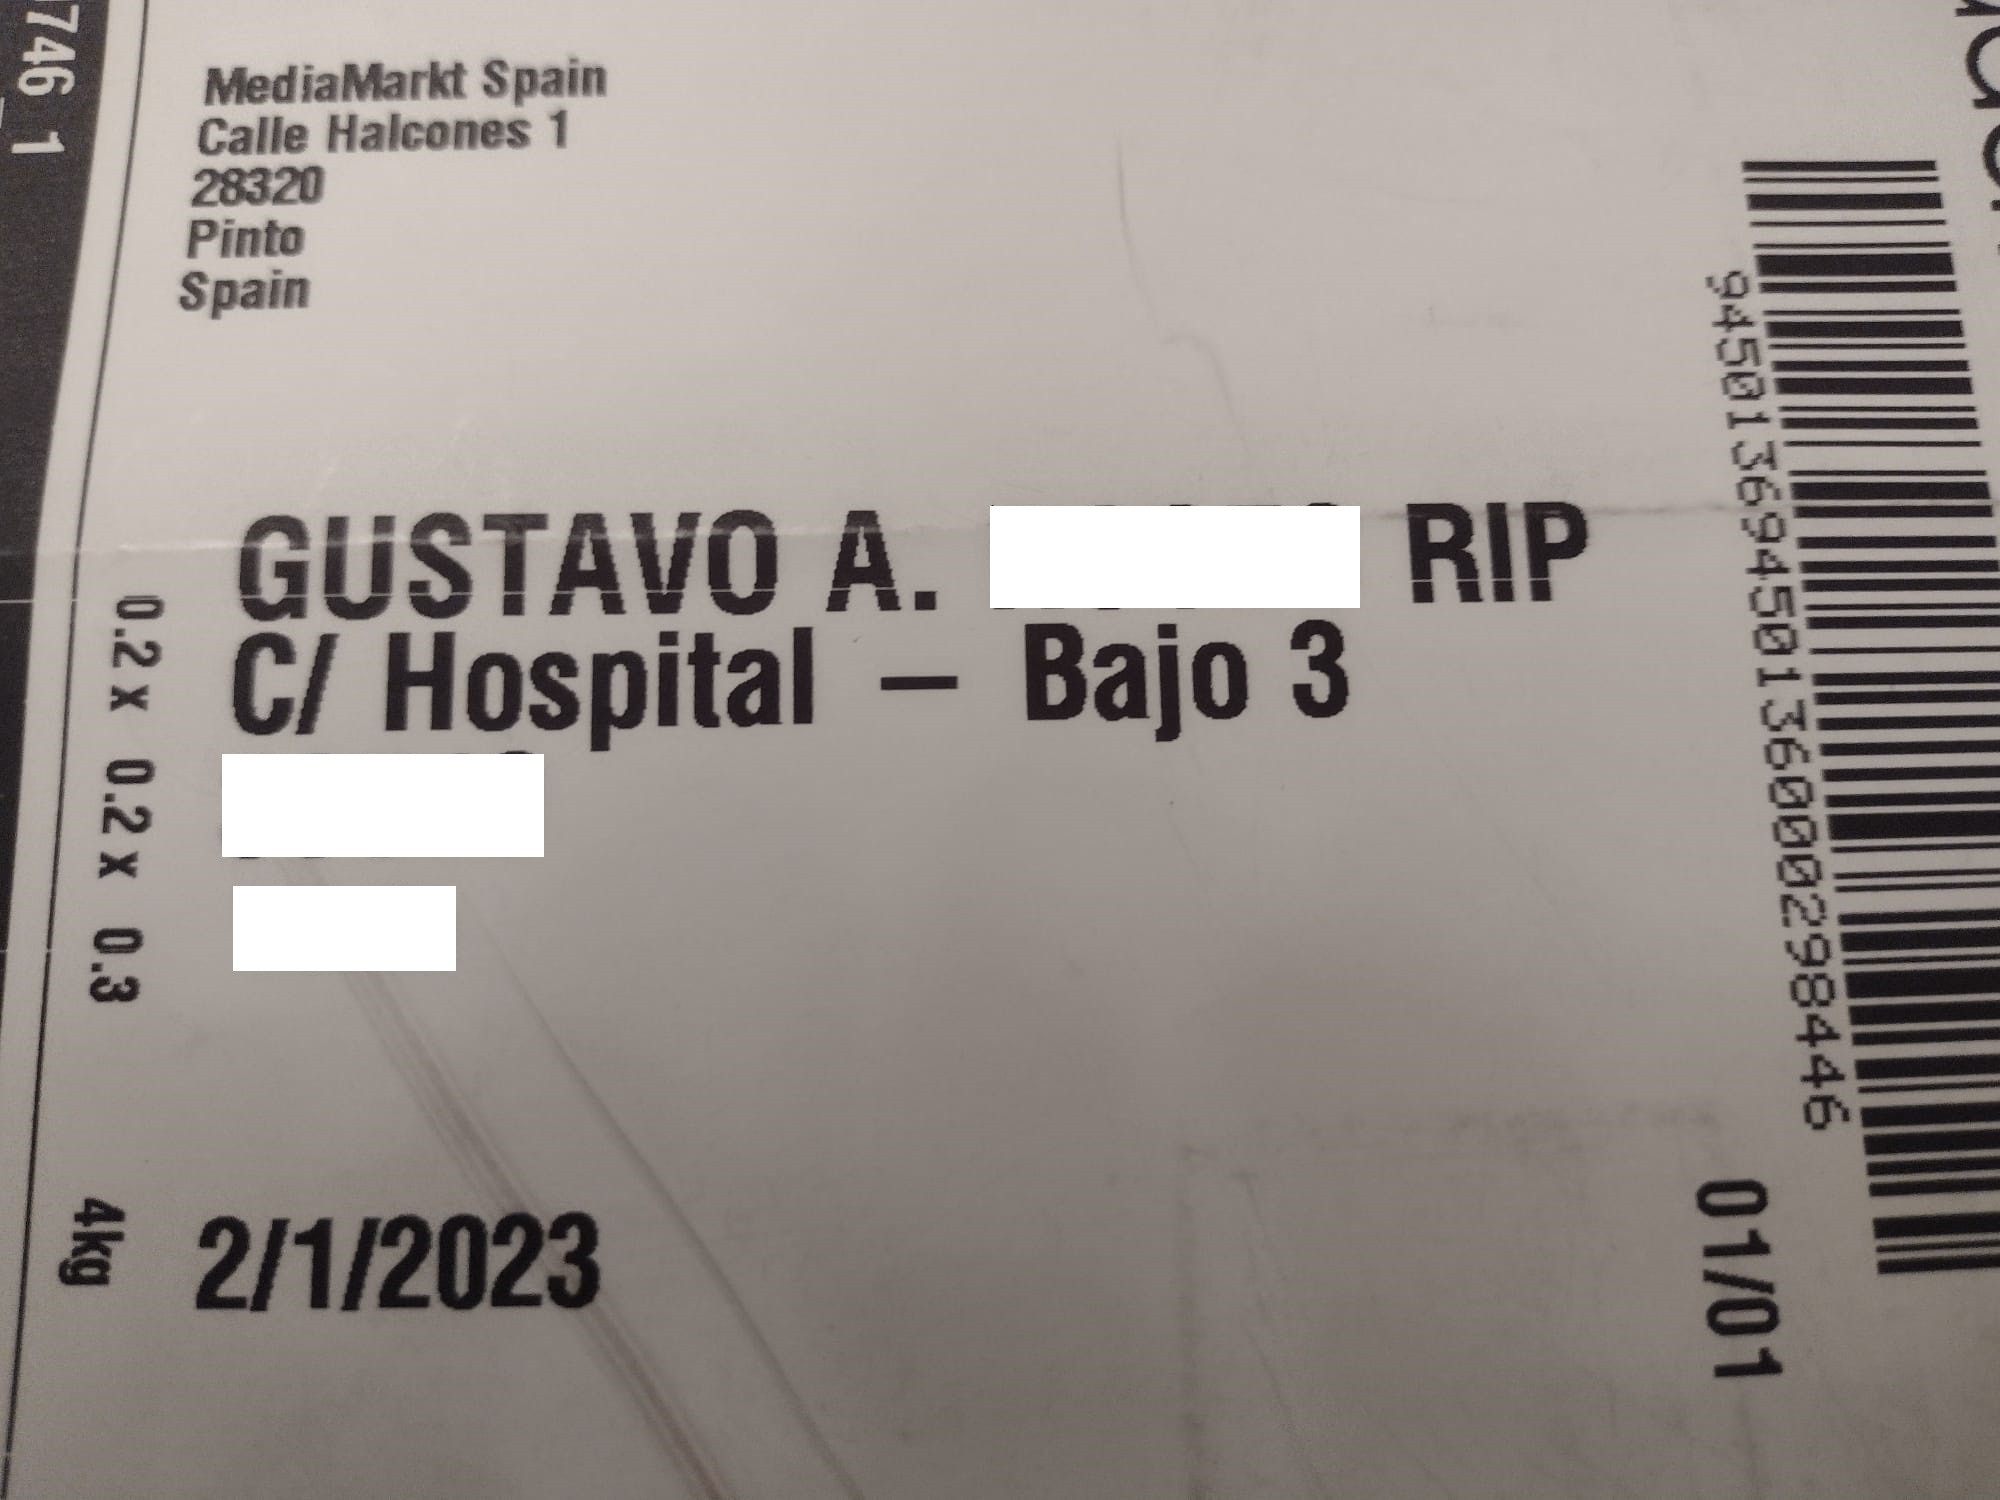 746 1
MediaMarkt Spain
Calle Halcones 1
28320
Pinto
Spain
GUSTAVO A. RIP
C/ Hospital – Bajo 3
0.2 x 0.2 x 0.3
4kg
2/1/2023
94501369450136000298446
01/01